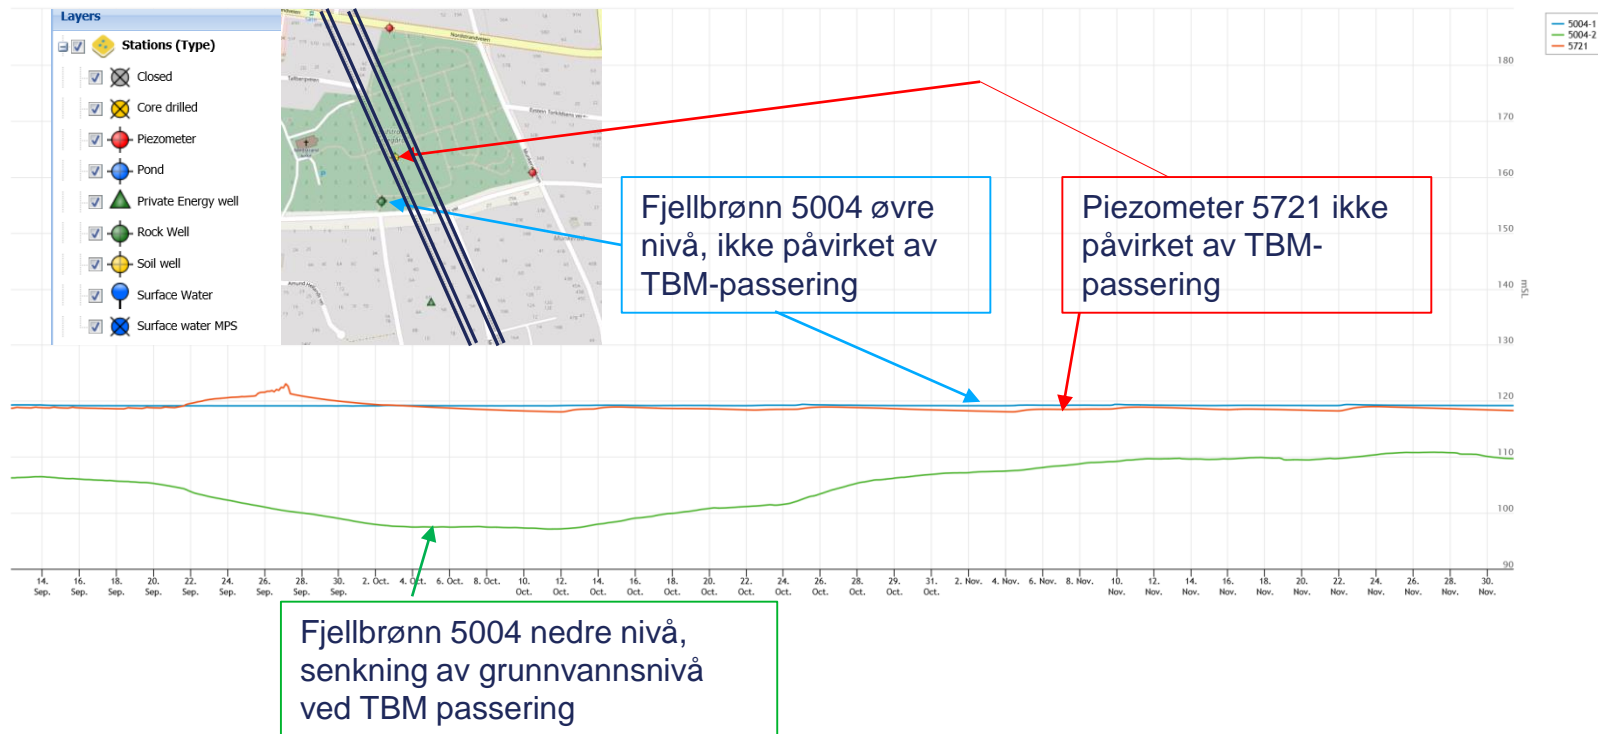 Layers
Stations (Type)
Closed
Core drilled
Piezometer
Pond
Private Energy well
Rock Well
Soil well
Surface Water
Surface water MPS
Nordstrandveien
5004-1
5004-2
5721
Fjellbrønn 5004 øvre
nivå, ikke påvirket av
TBM-passering
Piezometer 5721 ikke
påvirket av TBM-
passering
180
170
160
150
140
130
120
110
100
90
mSL
14. Sep.
16. Sep.
18. Sep.
20. Sep.
22. Sep.
24. Sep.
26. Sep.
28. Sep.
30. Sep.
2. Oct.
4. Oct.
6. Oct.
8. Oct.
10. Oct.
12. Oct.
14. Oct.
16. Oct.
18. Oct.
20. Oct.
22. Oct.
24. Oct.
26. Oct.
28. Oct.
29. Oct.
31. Oct.
2. Nov.
4. Nov.
6. Nov.
8. Nov.
10. Nov.
12. Nov.
14. Nov.
16. Nov.
18. Nov.
20. Nov.
22. Nov.
24. Nov.
26. Nov.
28. Nov.
30. Nov.
Fjellbrønn 5004 nedre nivå,
senkning av grunnvannsnivå
ved TBM passering